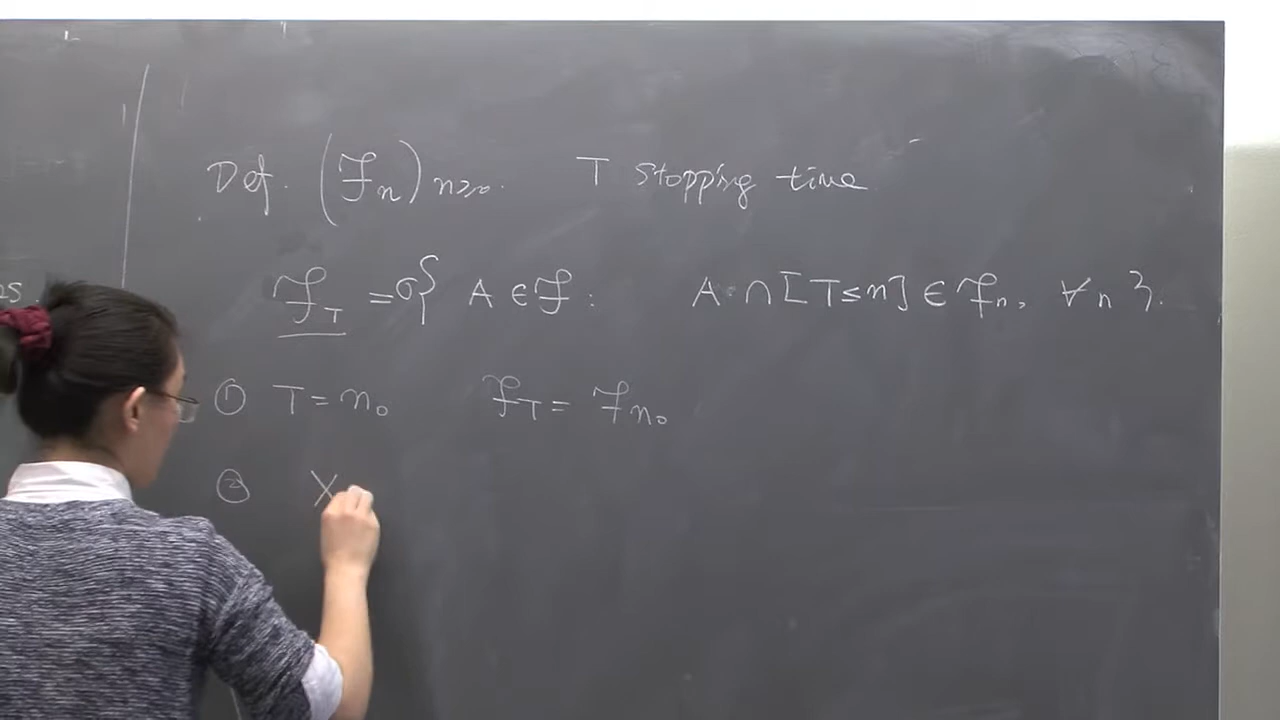 Def. (ℱn)n≥0. T stopping time
ℱT = σ{ A ∈ ℱ : A ∩ [T ≤ n] ∈ ℱn, ∀n }.
① T = n0 ℱT = ℱn0
② X